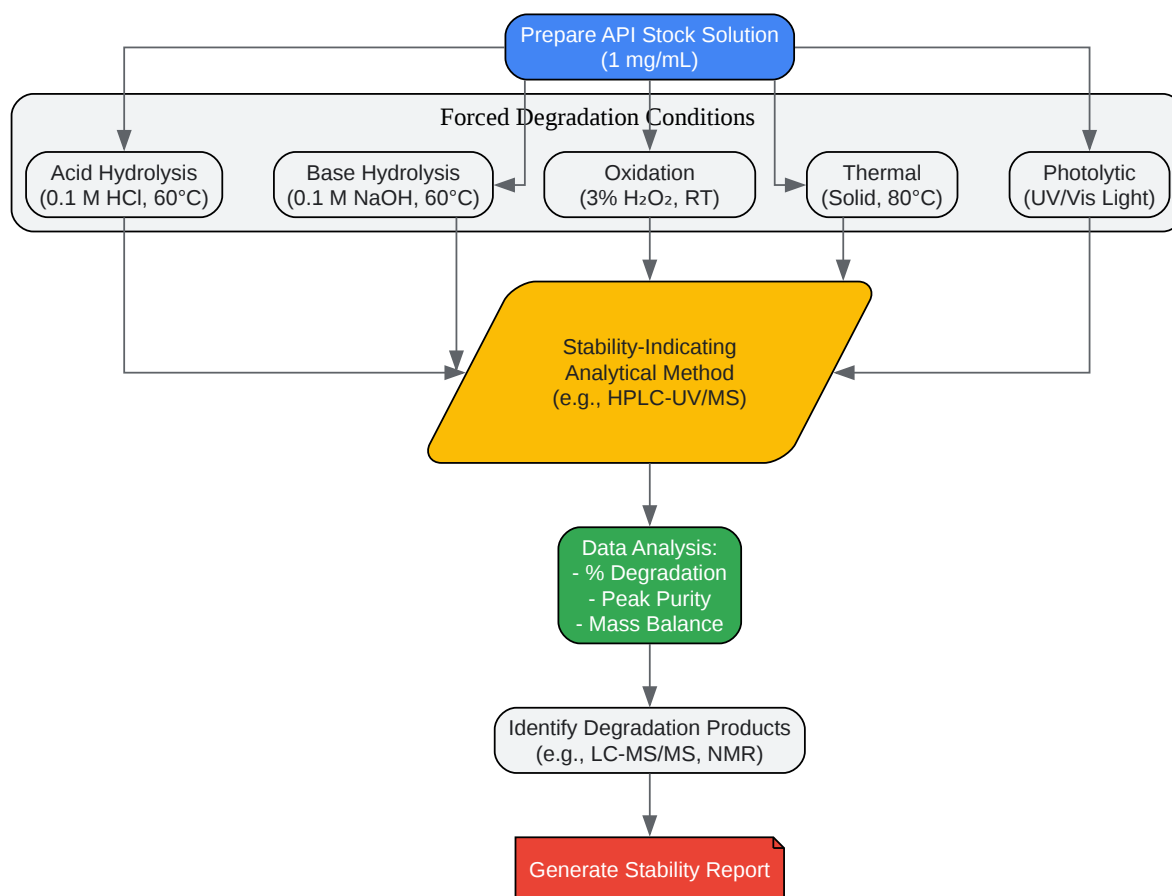 Prepare API Stock Solution
(1 mg/mL)
Forced Degradation Conditions
Acid Hydrolysis
(0.1 M HCl, 60°C)
Base Hydrolysis
(0.1 M NaOH, 60°C)
Oxidation
(3% H₂O₂, RT)
Thermal
(Solid, 80°C)
Photolytic
(UV/Vis Light)
Stability-Indicating
Analytical Method
(e.g., HPLC-UV/MS)
Data Analysis:
- % Degradation
- Peak Purity
- Mass Balance
Identify Degradation Products
(e.g., LC-MS/MS, NMR)
Generate Stability Report